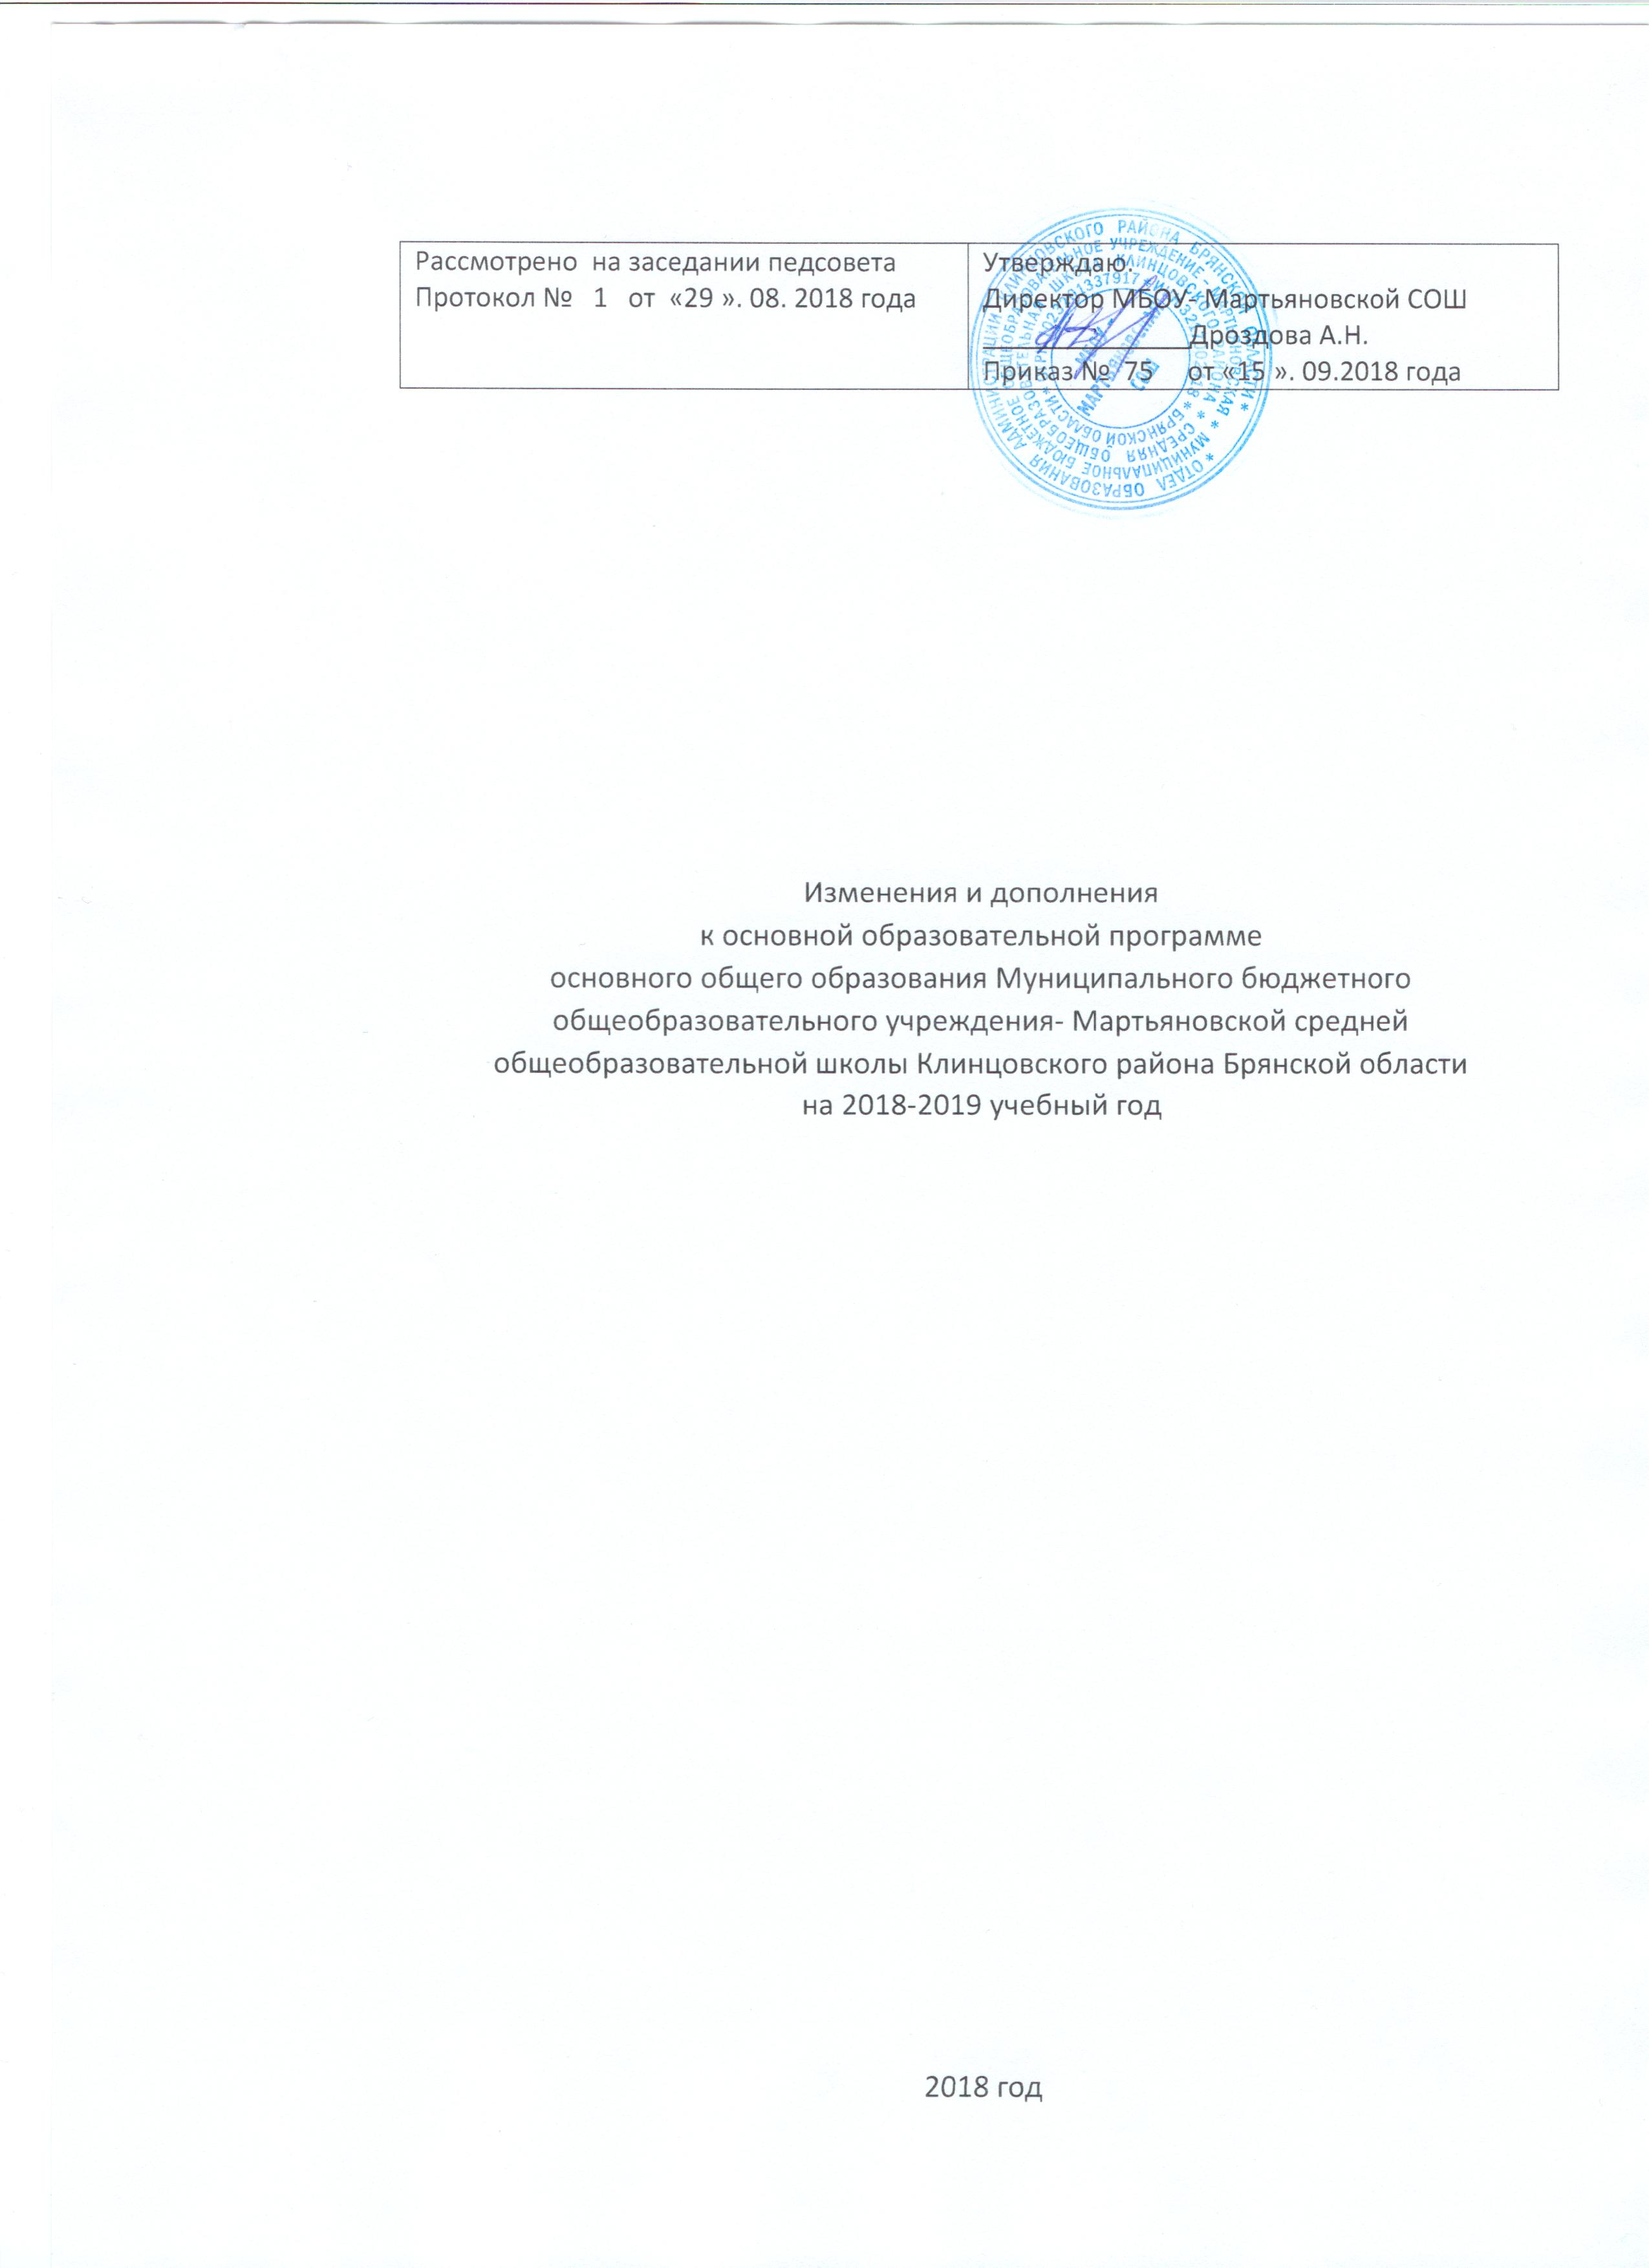 Рассмотрено на заседании педсовета
Протокол № 1 от «29 ». 08. 2018 года
Утверждаю.
Директор МБОУ- Мартьяновской СОШ
Дроздова А.Н.
Приказ № 75 от «15 ». 09.2018 года
Изменения и дополнения
к основной образовательной программе
основного общего образования Муниципального бюджетного
общеобразовательного учреждения- Мартьяновской средней
общеобразовательной школы Клинцовского района Брянской области
на 2018-2019 учебный год
2018 год